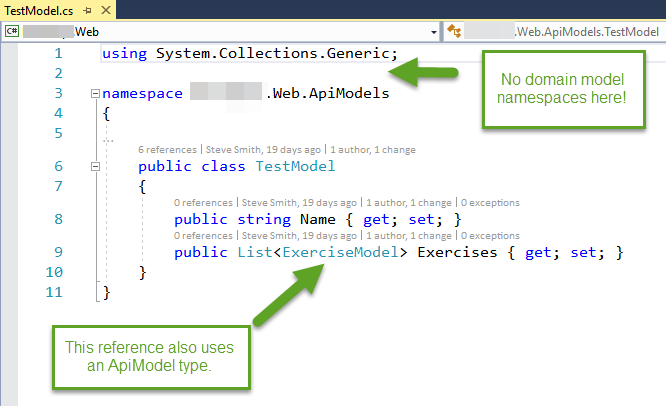 TestModel.cs
C# .Web .Web.ApiModels.TestModel
1 using System.Collections.Generic;
2
No domain model
namespaces here!
3 namespace .Web.ApiModels
4 {
5
...
6 references | Steve Smith, 19 days ago | 1 author, 1 change
6 public class TestModel
7 {
0 references | Steve Smith, 19 days ago | 1 author, 1 change | 0 exceptions
8 public string Name { get; set; }
0 references | Steve Smith, 19 days ago | 1 author, 1 change | 0 exceptions
9 public List<ExerciseModel> Exercises { get; set; }
10 }
11 }
This reference also uses
an ApiModel type.